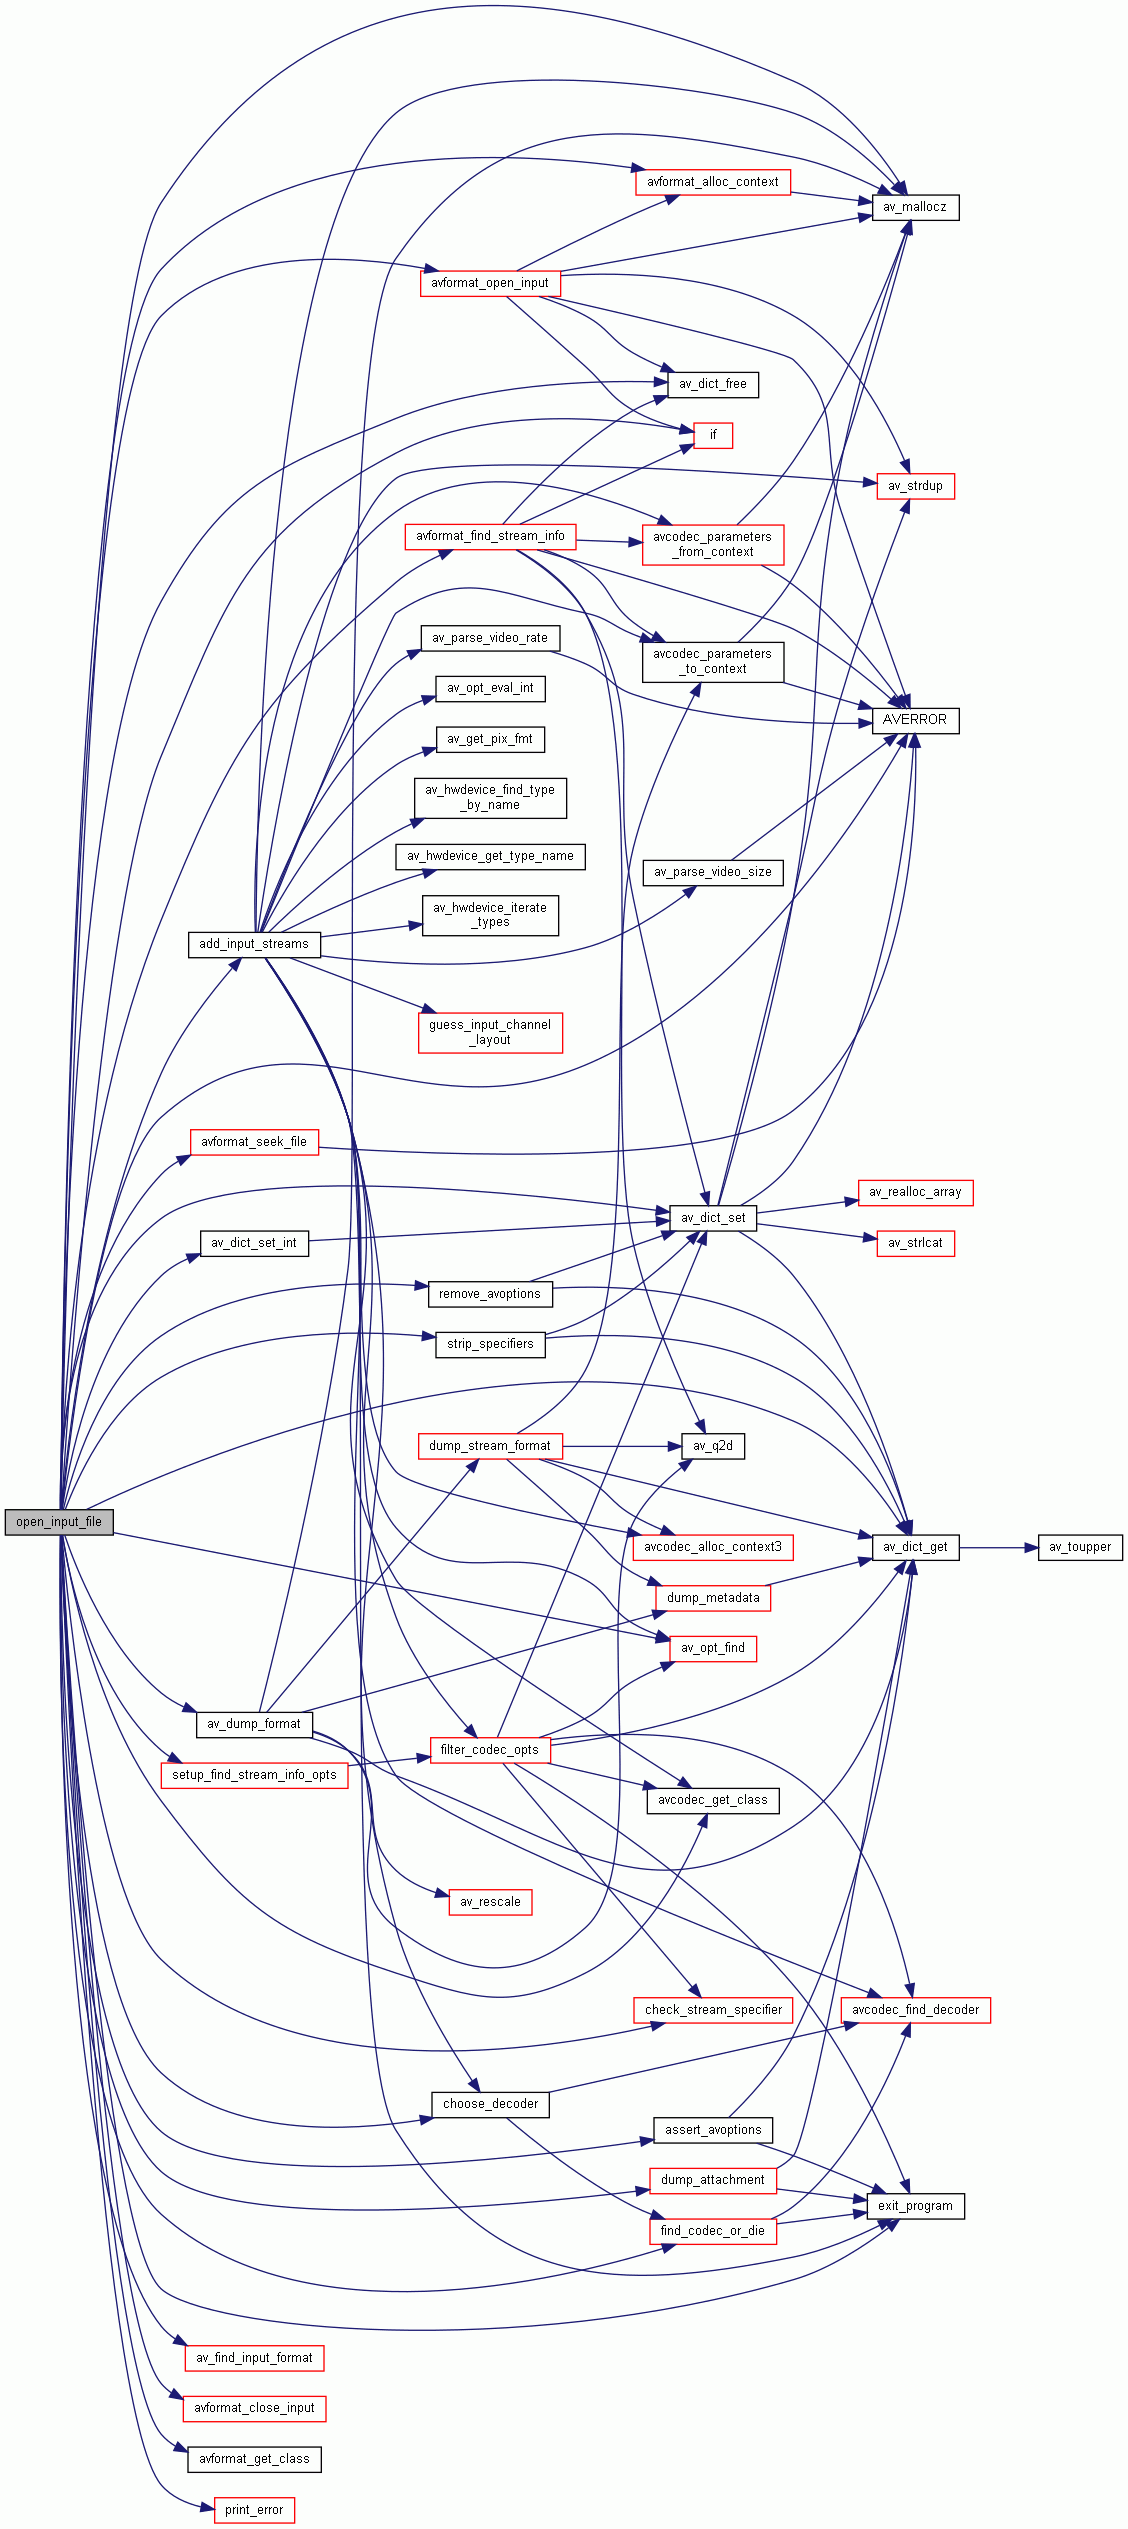 avformat_alloc_context
av_mallocz
avformat_open_input
av_dict_free
if
av_strdup
avformat_find_stream_info
avcodec_parameters
_from_context
av_parse_video_rate
avcodec_parameters
_to_context
av_opt_eval_int
AVERROR
av_get_pix_fmt
av_hwdevice_find_type
_by_name
av_hwdevice_get_type_name
av_parse_video_size
av_hwdevice_iterate
_types
add_input_streams
guess_input_channel
_layout
avformat_seek_file
av_realloc_array
av_dict_set
av_dict_set_int
av_strlcat
remove_avoptions
strip_specifiers
dump_stream_format
av_q2d
open_input_file
avcodec_alloc_context3
av_dict_get
av_toupper
dump_metadata
av_opt_find
av_dump_format
filter_codec_opts
setup_find_stream_info_opts
avcodec_get_class
av_rescale
check_stream_specifier
avcodec_find_decoder
choose_decoder
assert_avoptions
dump_attachment
exit_program
find_codec_or_die
av_find_input_format
avformat_close_input
avformat_get_class
print_error